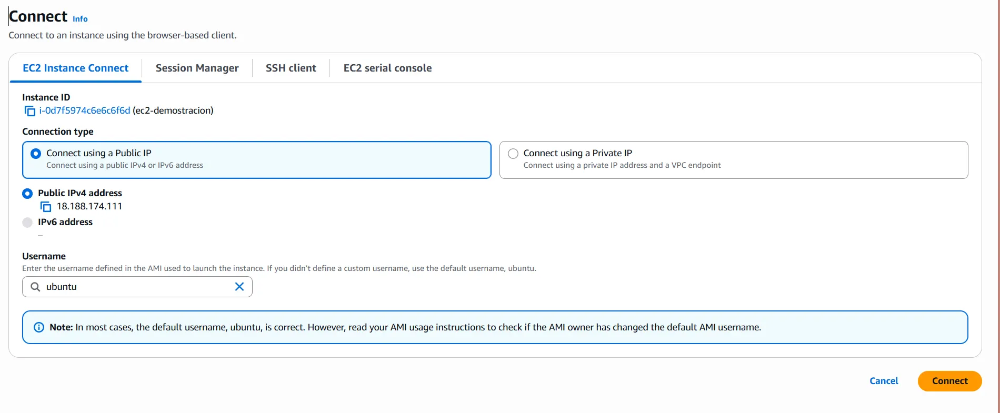 Connect Info
Connect to an instance using the browser-based client.
EC2 Instance Connect
Session Manager
SSH client
EC2 serial console
Instance ID
i-0d7f5974c6e6c6f6d (ec2-demostracion)
Connection type
Connect using a Public IP
Connect using a public IPv4 or IPv6 address
Connect using a Private IP
Connect using a private IP address and a VPC endpoint
Public IPv4 address
18.188.174.111
IPv6 address
–
Username
Enter the username defined in the AMI used to launch the instance. If you didn't define a custom username, use the default username, ubuntu.
ubuntu
Note: In most cases, the default username, ubuntu, is correct. However, read your AMI usage instructions to check if the AMI owner has changed the default AMI username.
Cancel
Connect